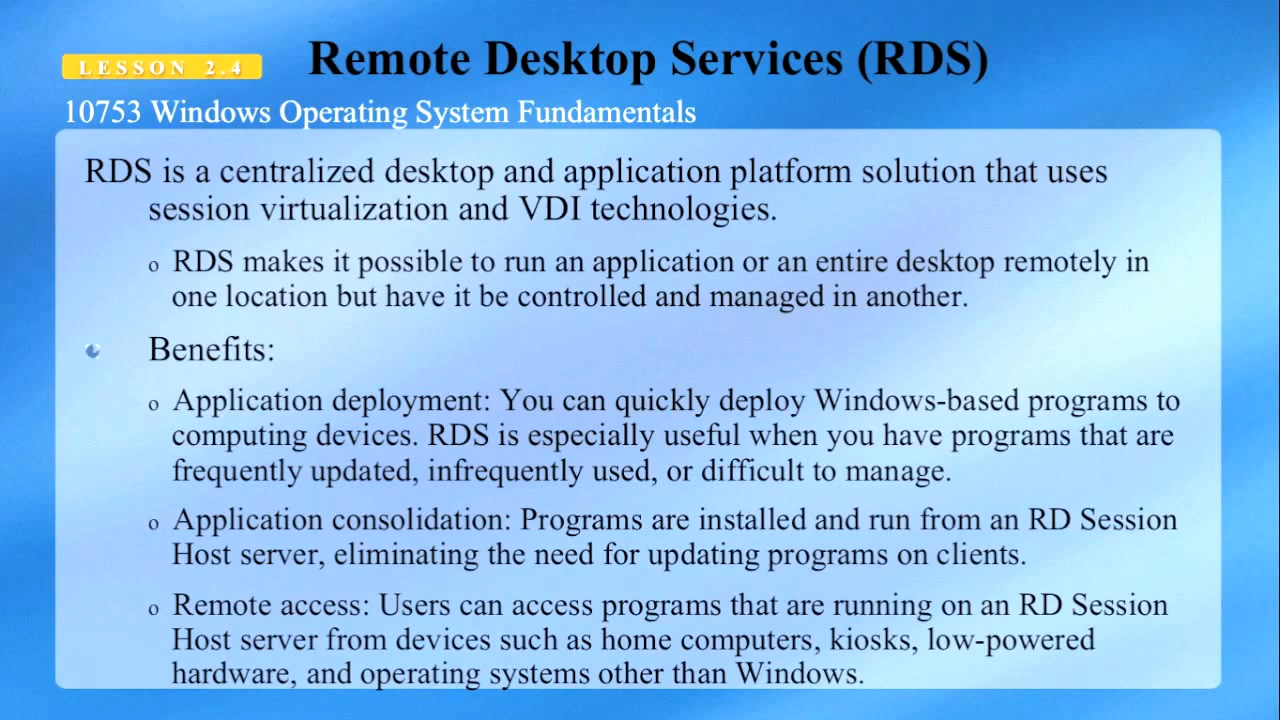 LESSON 2.4
Remote Desktop Services (RDS)
10753 Windows Operating System Fundamentals
RDS is a centralized desktop and application platform solution that uses
session virtualization and VDI technologies.
o RDS makes it possible to run an application or an entire desktop remotely in
one location but have it be controlled and managed in another.
Benefits:
o Application deployment: You can quickly deploy Windows-based programs to
computing devices. RDS is especially useful when you have programs that are
frequently updated, infrequently used, or difficult to manage.
o Application consolidation: Programs are installed and run from an RD Session
Host server, eliminating the need for updating programs on clients.
o Remote access: Users can access programs that are running on an RD Session
Host server from devices such as home computers, kiosks, low-powered
hardware, and operating systems other than Windows.